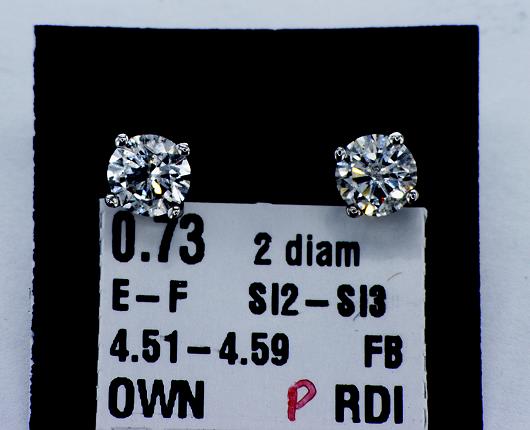 0.73 2 diam
E-F SI2-SI3
4.51-4.59 FB
OWN P RDI